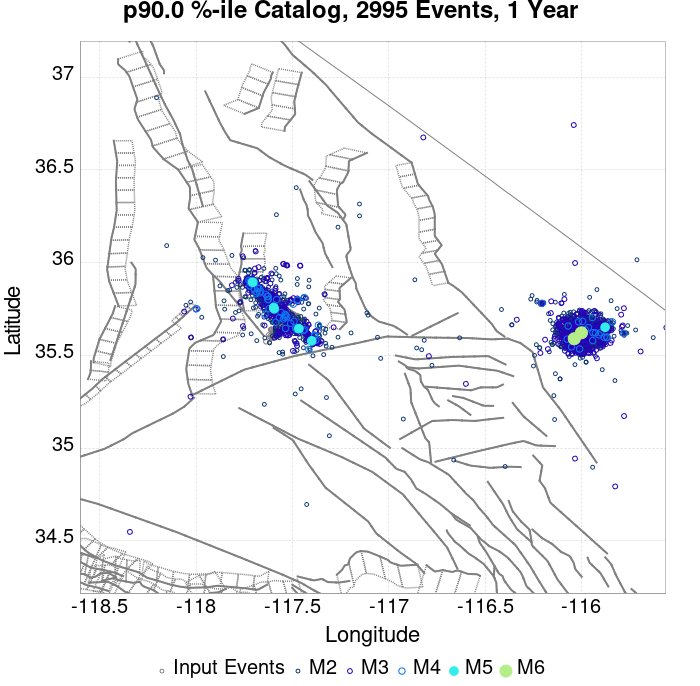 p90.0 %-ile Catalog, 2995 Events, 1 Year
37
36.5
36
35.5
35
34.5
Latitude
-118.5 -118 -117.5 -117 -116.5 -116
Longitude
Input Events M2 M3 M4 M5 M6